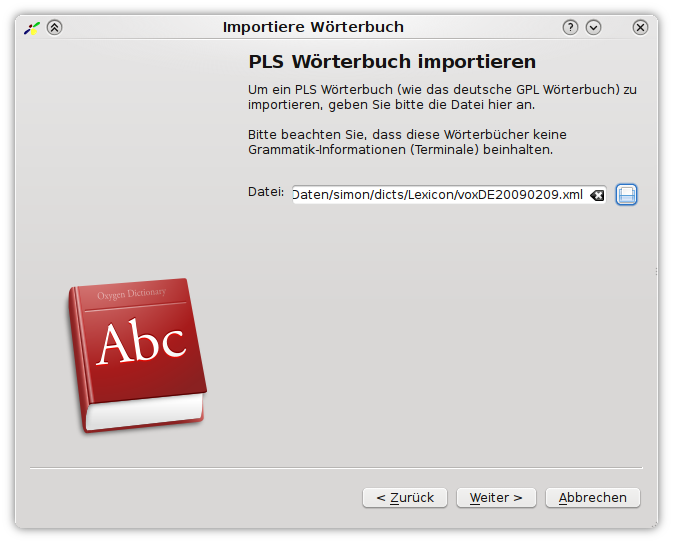 Importiere Wörterbuch
PLS Wörterbuch importieren
Um ein PLS Wörterbuch (wie das deutsche GPL Wörterbuch) zu
importieren, geben Sie bitte die Datei hier an.
Bitte beachten Sie, dass diese Wörterbücher keine
Grammatik-Informationen (Terminale) beinhalten.
Datei: Daten/simon/dicts/Lexicon/voxDE20090209.xml
Oxygen Dictionary
Abc
< Zurück Weiter > Abbrechen